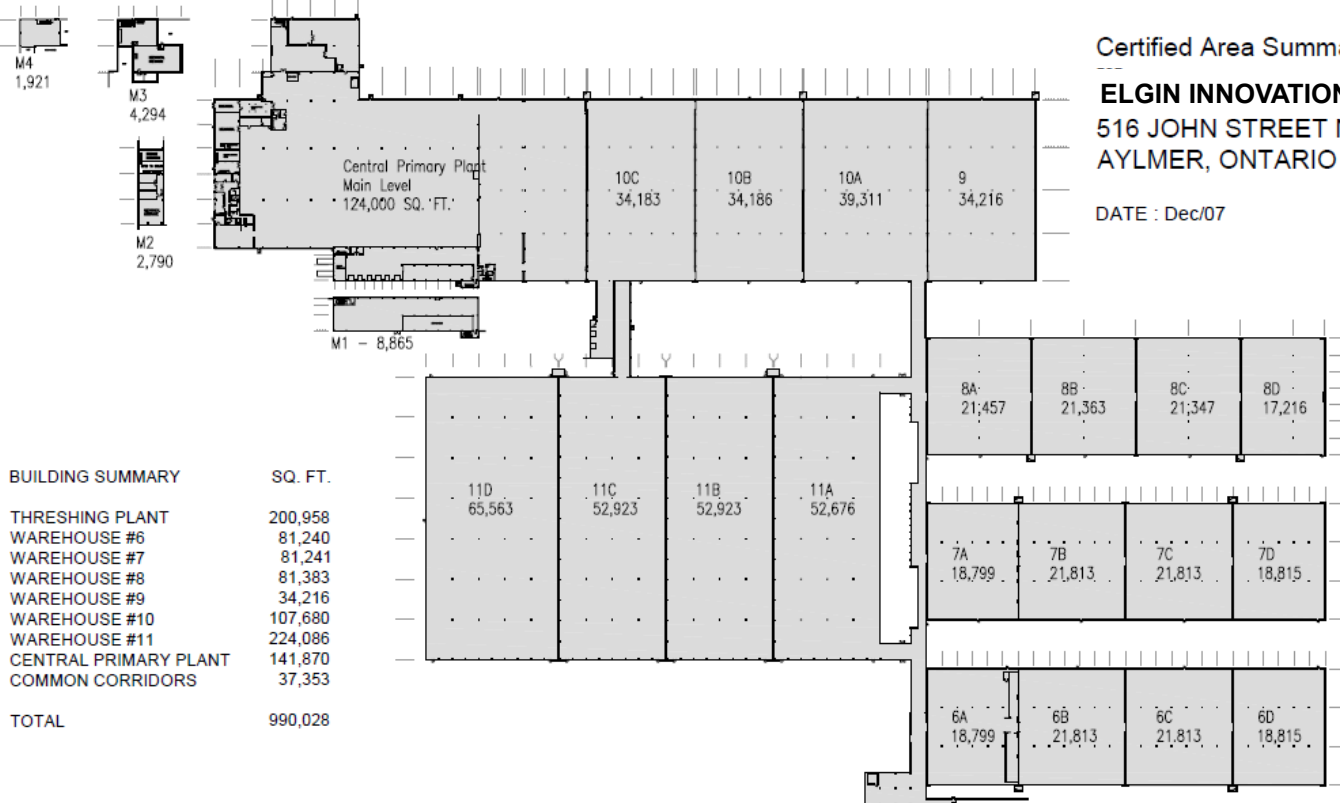 M4
1,921
M3
4,294
M2
2,790
Central Primary Plant
Main Level
124,000 SQ. FT.
M1 - 8,865
10C
34,183
10B
34,186
10A
39,311
9
34,216
Certified Area Summa
ELGIN INNOVATION
516 JOHN STREET N
AYLMER, ONTARIO
DATE : Dec/07
8A
21,457
8B
21,363
8C
21,347
8D
17,216
11D
65,563
11C
52,923
11B
52,923
11A
52,676
7A
18,799
7B
21,813
7C
21,813
7D
18,815
6A
18,799
6B
21,813
6C
21.813
6D
18,815
BUILDING SUMMARY SQ. FT.
THRESHING PLANT 200,958
WAREHOUSE #6 81,240
WAREHOUSE #7 81,241
WAREHOUSE #8 81,383
WAREHOUSE #9 34,216
WAREHOUSE #10 107,680
WAREHOUSE #11 224,086
CENTRAL PRIMARY PLANT 141,870
COMMON CORRIDORS 37,353
TOTAL 990,028